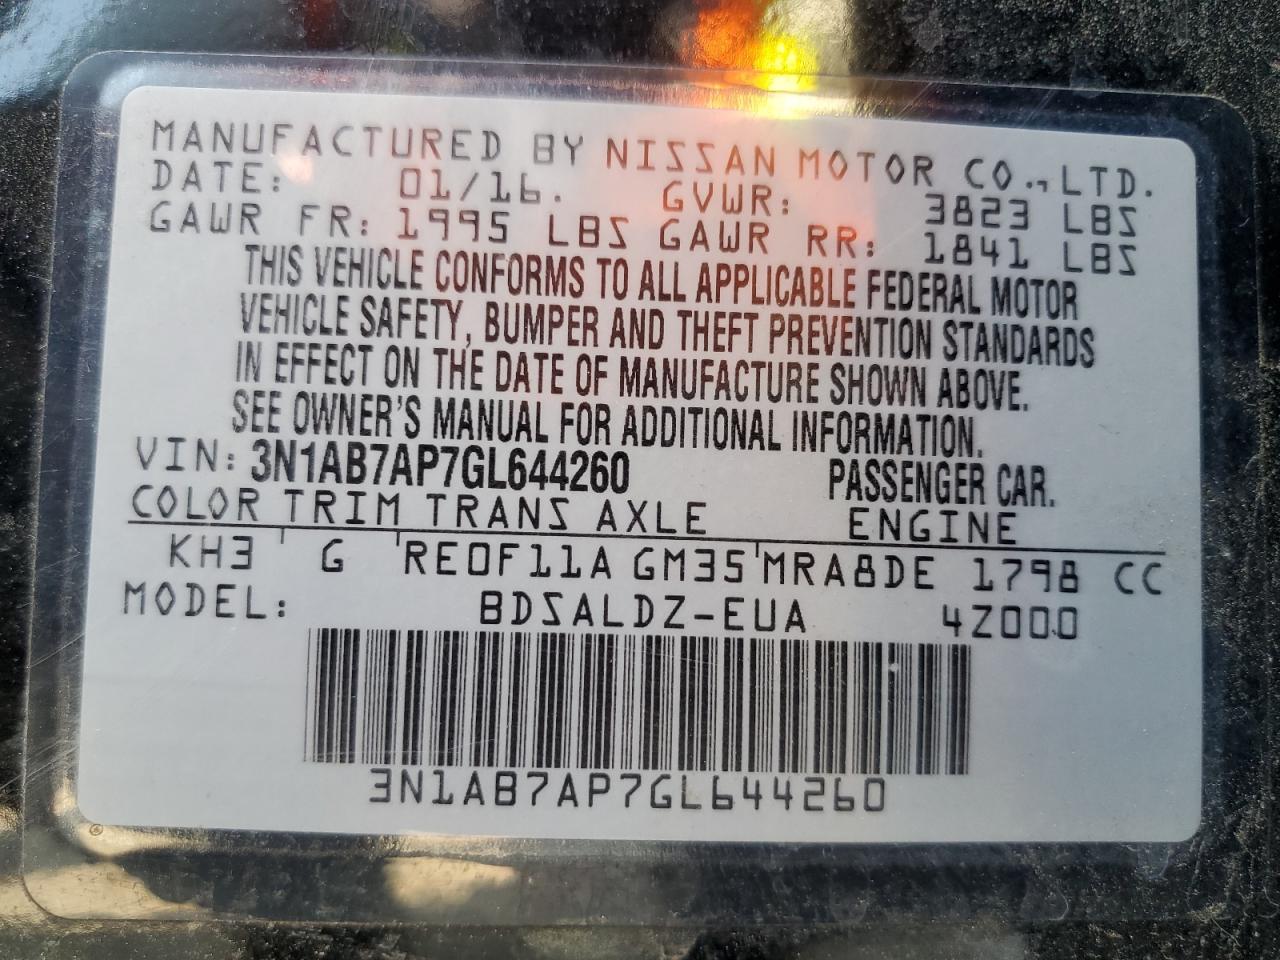 MANUFACTURED BY NISSAN MOTOR CO., LTD.
DATE: 01/16. GVWR: 3823 LBS
GAWR FR: 1995 LBS GAWR RR: 1841 LBS
THIS VEHICLE CONFORMS TO ALL APPLICABLE FEDERAL MOTOR
VEHICLE SAFETY, BUMPER AND THEFT PREVENTION STANDARDS
IN EFFECT ON THE DATE OF MANUFACTURE SHOWN ABOVE.
SEE OWNER'S MANUAL FOR ADDITIONAL INFORMATION.
VIN: 3N1AB7AP7GL644260 PASSENGER CAR.
COLOR TRIM TRANS AXLE ENGINE
KH3 G RE0F11A GM35 MRA8DE 1798 CC
MODEL: BDSALDZ-EUA 4Z000
3N1AB7AP7GL644260